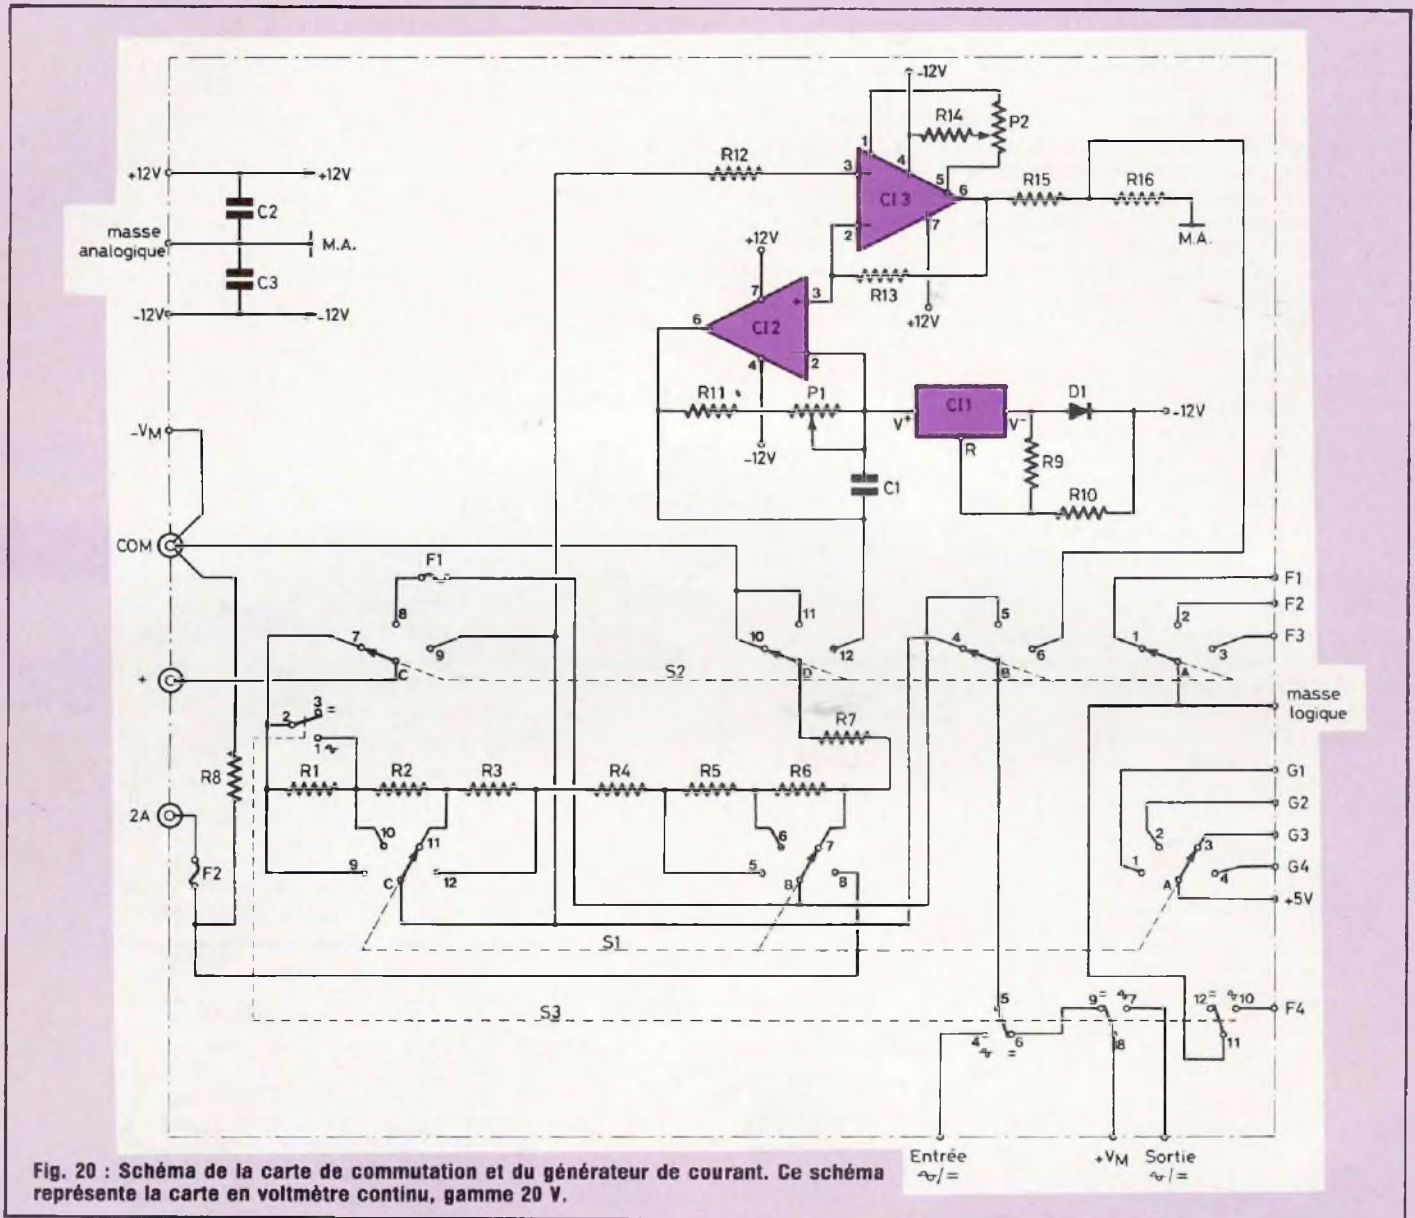 -12V
R14
P2
R12
1
4
3
5
6
CI3
R15
R16
+12V
+12V
C2
masse
analogique
M.A.
2
7
M.A.
+12V
R13
C3
7
3
+
+12V
-12V
-12V
6
CI2
4
2
R11
P1
CI1
D1
-12V
-VM
V+
V-
-12V
R
R9
C1
R10
COM
F1
F1
8
11
5
F2
2
7
9
10
12
4
6
1
3
F3
C
D
B
A
+
S2
masse
logique
3 =
2
1 ∿
R7
G1
R8
R1
R2
R3
R4
R5
R6
G2
2A
10
11
6
7
2
3
G3
9
12
5
8
1
4
G4
F2
C
B
A
+5V
S1
5
9 =
∿ 7
12 =
∿ 10
F4
S3
4
6
8
11
∿ =
Entrée
∿/=
+VM
Sortie
∿/=
Fig. 20 : Schéma de la carte de commutation et du générateur de courant. Ce schéma
représente la carte en voltmètre continu, gamme 20 V.